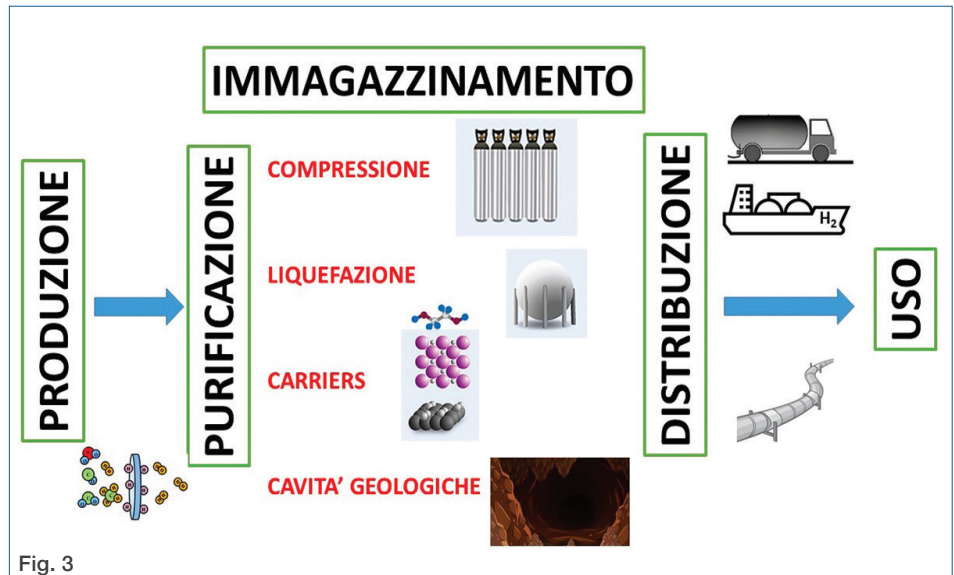 IMMAGAZZINAMENTO
PRODUZIONE
PURIFICAZIONE
COMPRESSIONE
LIQUEFAZIONE
CARRIERS
CAVITA’ GEOLOGICHE
DISTRIBUZIONE
H₂
USO
Fig. 3